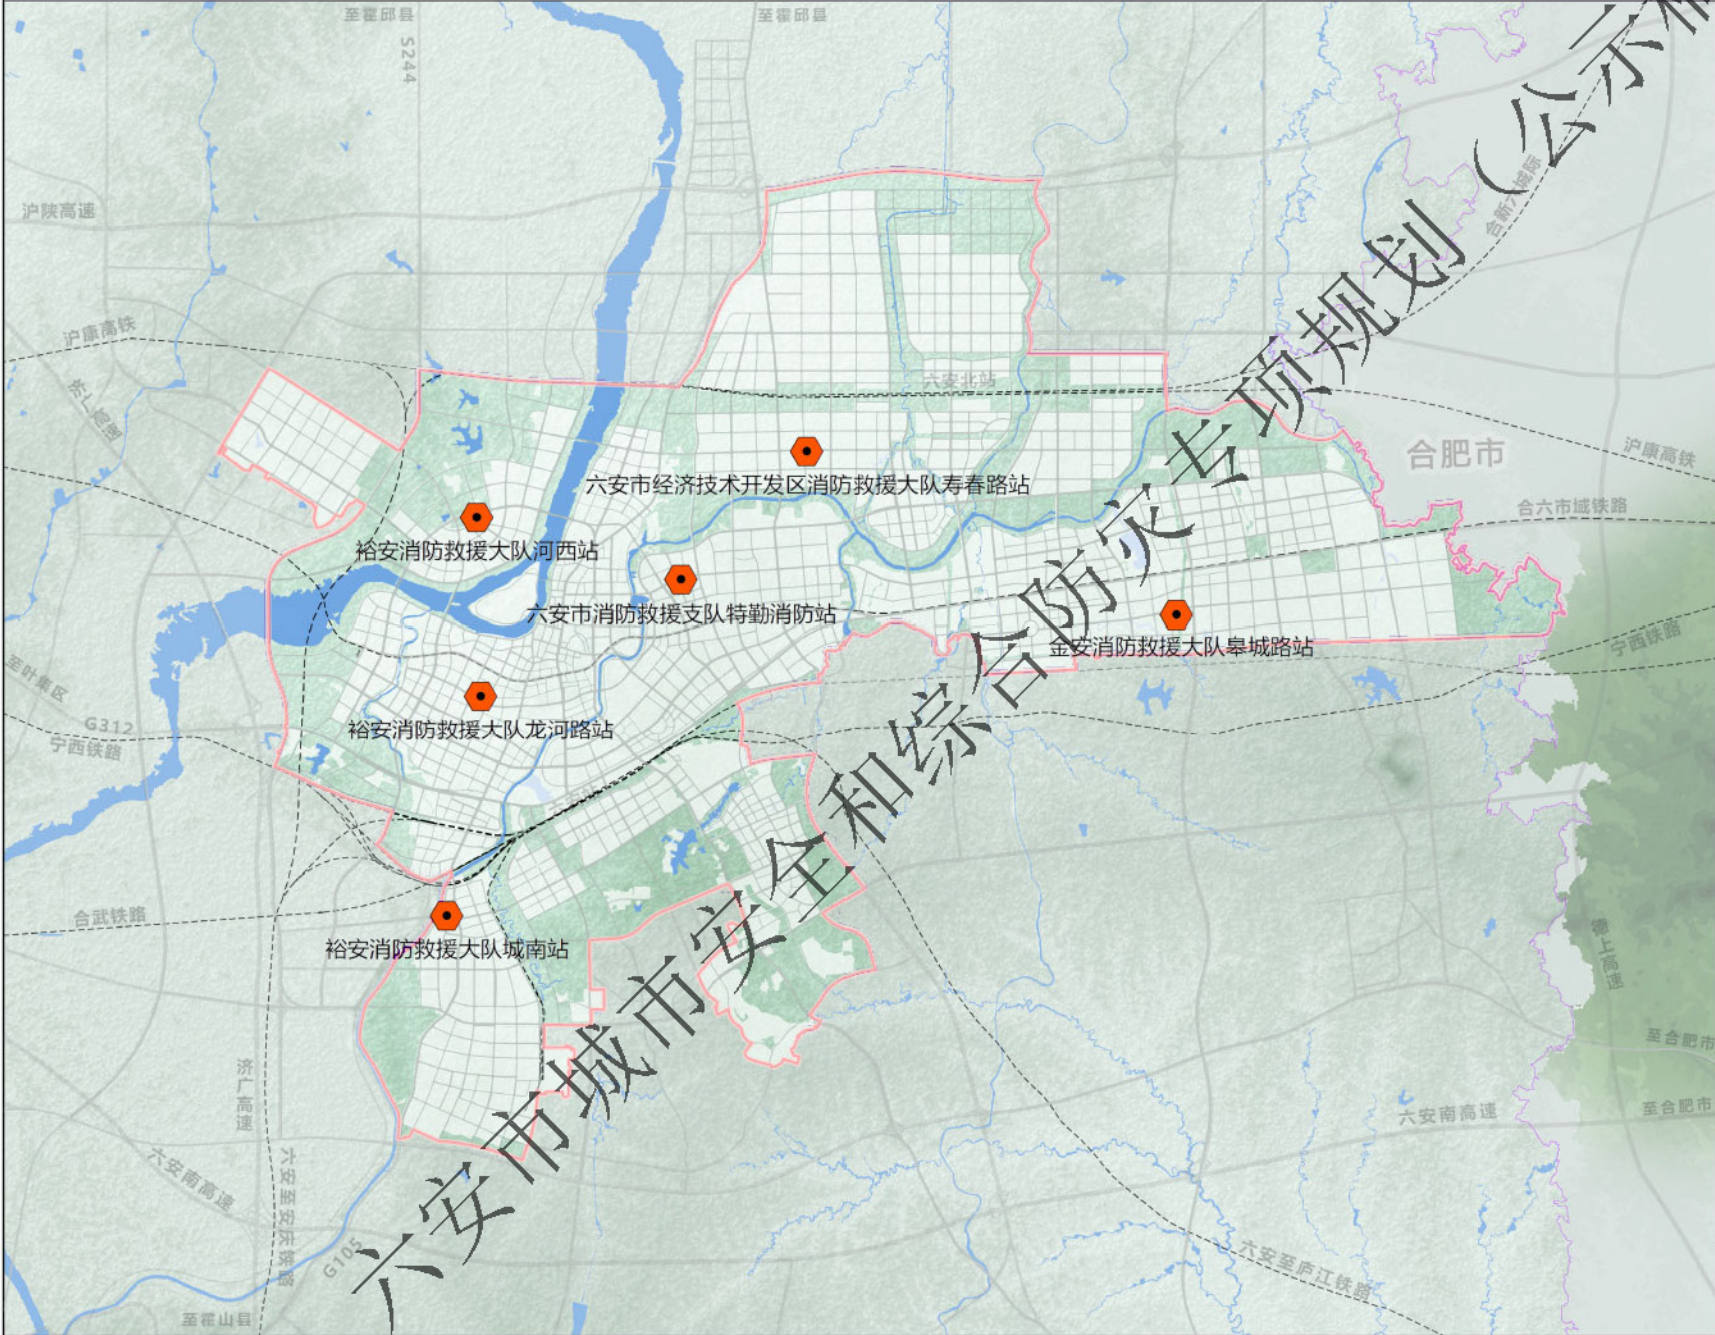 至霍邱县
至霍邱县
S244
沪陕高速
合新六城际
沪康高铁
六安北站
合肥市
沪康高铁
六安市经济技术开发区消防救援大队寿春路站
合六市域铁路
裕安消防救援大队河西站
六安市消防救援支队特勤消防站
金安消防救援大队皋城路站
宁西铁路
至叶集区
G312
宁西铁路
裕安消防救援大队龙河路站
合武铁路
裕安消防救援大队城南站
德上高速
至合肥市
济广高速
至合肥市
六安南高速
六安南高速
六安至安庆铁路
G105
六安至庐江铁路
至霍山县
六安市城市安全和综合防灾专项规划（公示